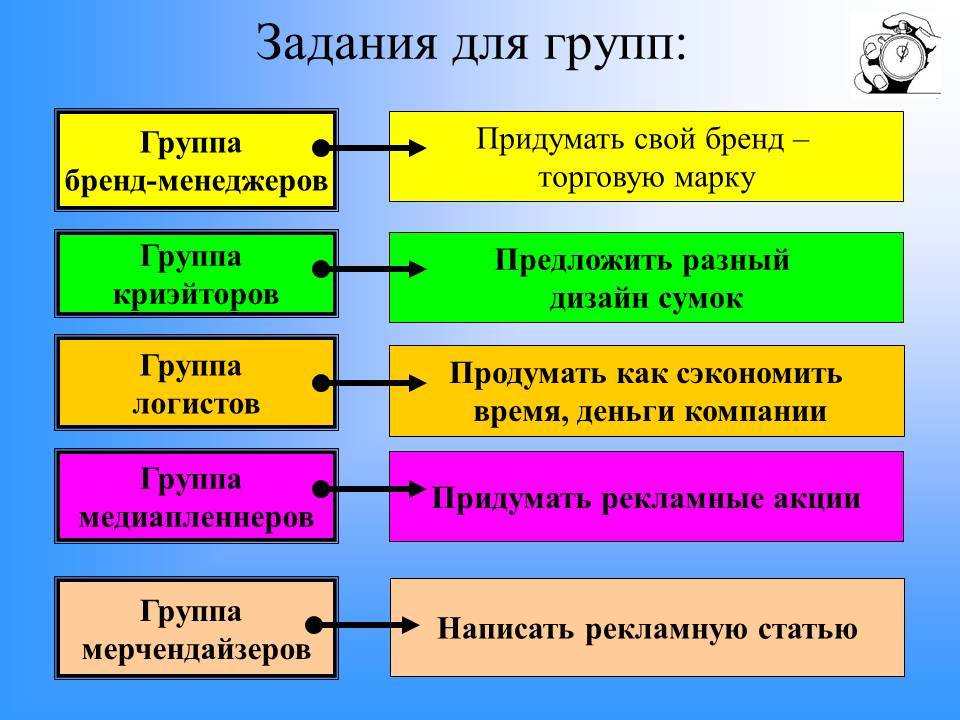 Задания для групп:
Группа
бренд-менеджеров
Придумать свой бренд –
торговую марку
Группа
криэйторов
Предложить разный
дизайн сумок
Группа
логистов
Продумать как сэкономить
время, деньги компании
Группа
медиапленнеров
Придумать рекламные акции
Группа
мерчендайзеров
Написать рекламную статью